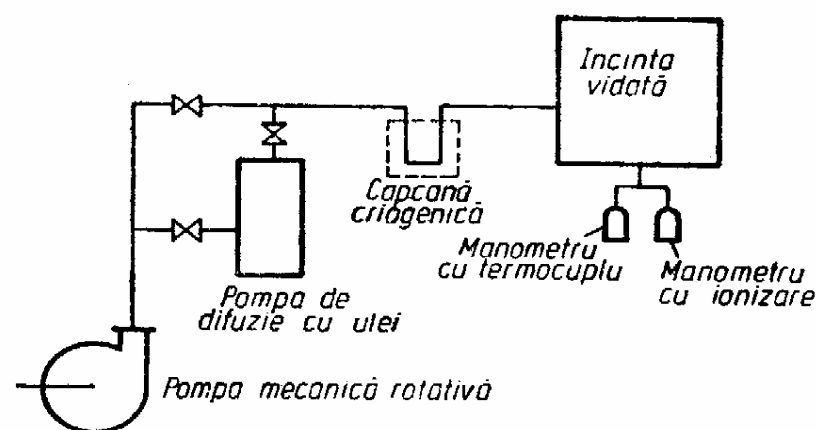 Incinta
vidată
Capcană
criogenică
Manometru
cu termocuplu
Manometru
cu ionizare
Pompa de
difuzie cu ulei
Pompa mecanică rotativă